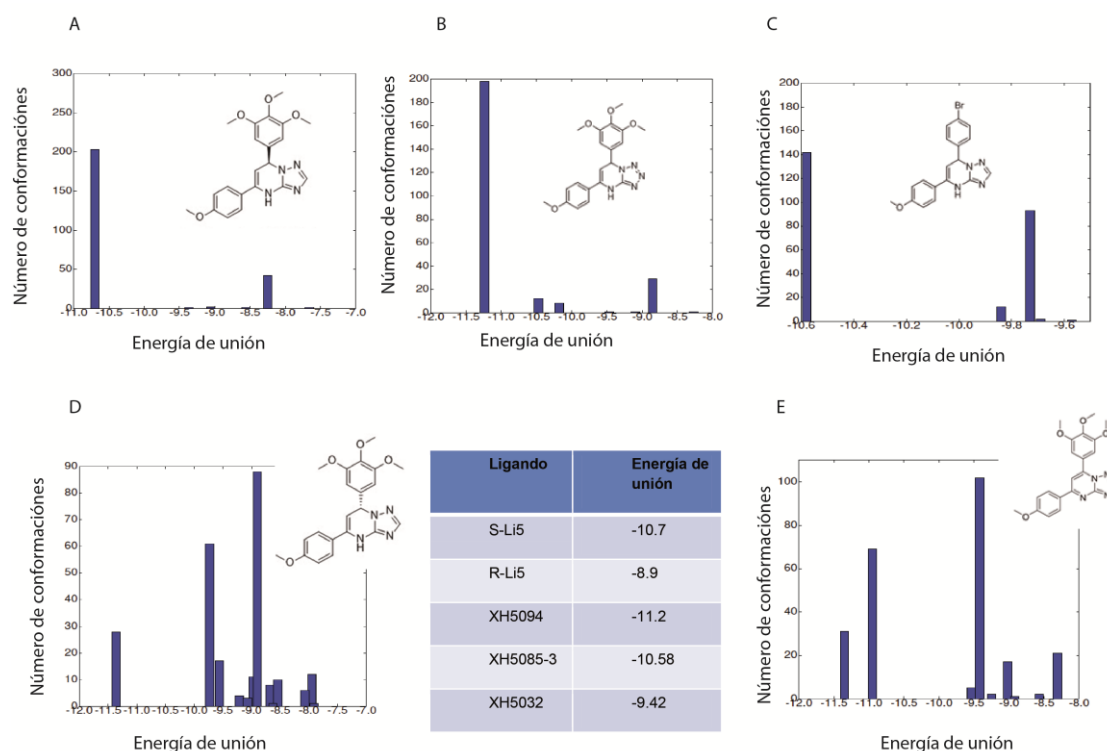 A
Número de conformaciónes
300
250
200
150
100
50
0
-11.0 -10.5 -10.0 -9.5 -9.0 -8.5 -8.0 -7.5 -7.0
Energía de unión
O
O O
N N
N
N
H
O
B
Número de conformaciónes
200
180
160
140
120
100
80
60
40
20
0
-12.0 -11.5 -11.0 -10.5 -10.0 -9.5 -9.0 -8.5 -8.0
Energía de unión
O
O O
N N
N
N
N
H
O
C
Número de conformaciónes
200
180
160
140
120
100
80
60
40
20
0
-10.6 -10.4 -10.2 -10.0 -9.8 -9.6
Energía de unión
Br
N N
N
N
H
O
D
Número de conformaciónes
90
80
70
60
50
40
30
20
10
0
-12.0 -11.5 -11.0 -10.5 -10.0 -9.5 -9.0 -8.5 -8.0 -7.5 -7.0
Energía de unión
O
O O
N N
N
N
H
O
Ligando Energía de unión
S-Li5 -10.7
R-Li5 -8.9
XH5094 -11.2
XH5085-3 -10.58
XH5032 -9.42
E
Número de conformaciónes
100
80
60
40
20
0
-12.0 -11.5 -11.0 -10.5 -10.0 -9.5 -9.0 -8.5 -8.0
Energía de unión
O
O O
N
N
O